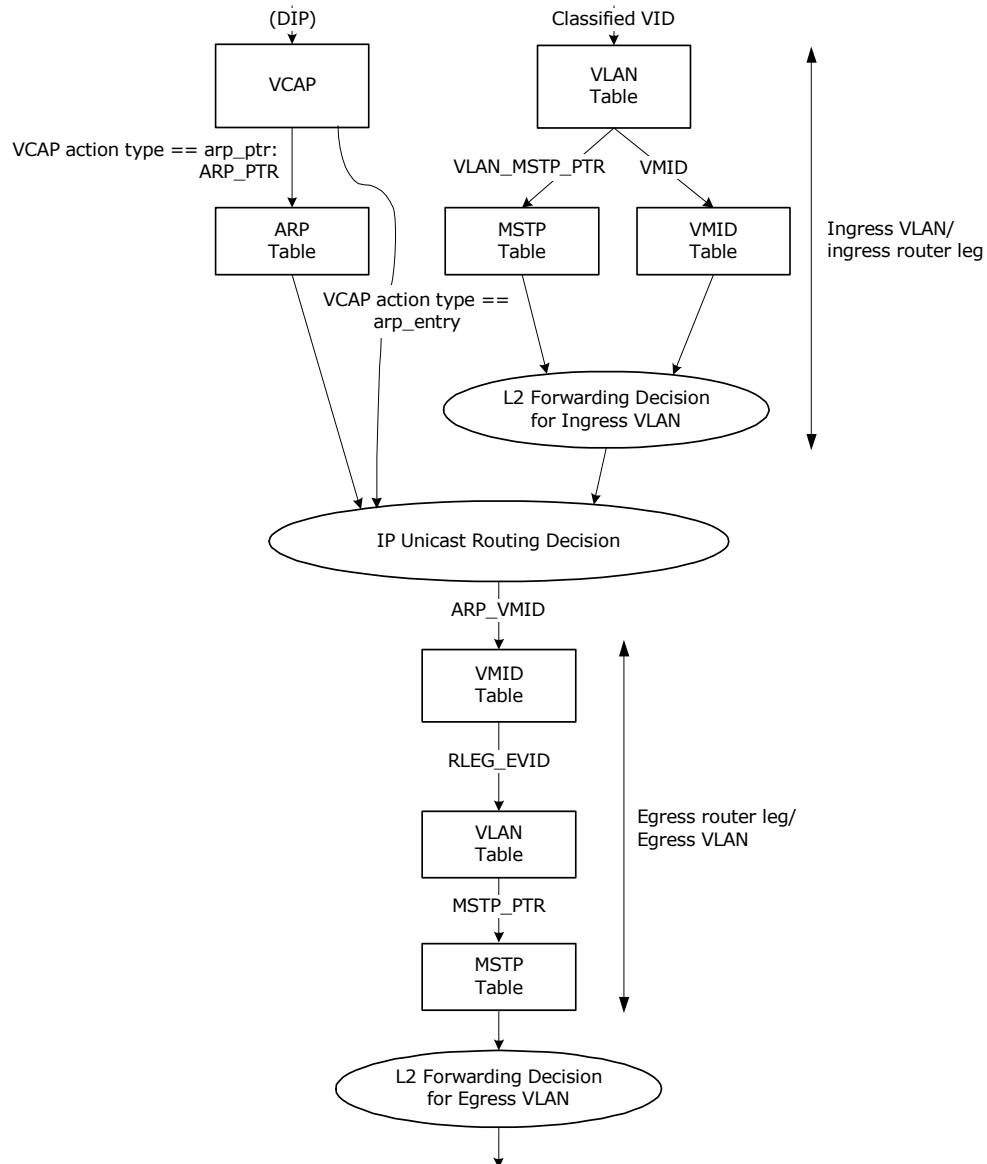 (DIP)
Classified VID
VCAP
VLAN
Table
VCAP action type == arp_ptr:
ARP_PTR
VLAN_MSTP_PTR
VMID
ARP
Table
MSTP
Table
VMID
Table
Ingress VLAN/
ingress router leg
VCAP action type ==
arp_entry
L2 Forwarding Decision
for Ingress VLAN
IP Unicast Routing Decision
ARP_VMID
VMID
Table
RLEG_EVID
VLAN
Table
Egress router leg/
Egress VLAN
MSTP_PTR
MSTP
Table
L2 Forwarding Decision
for Egress VLAN